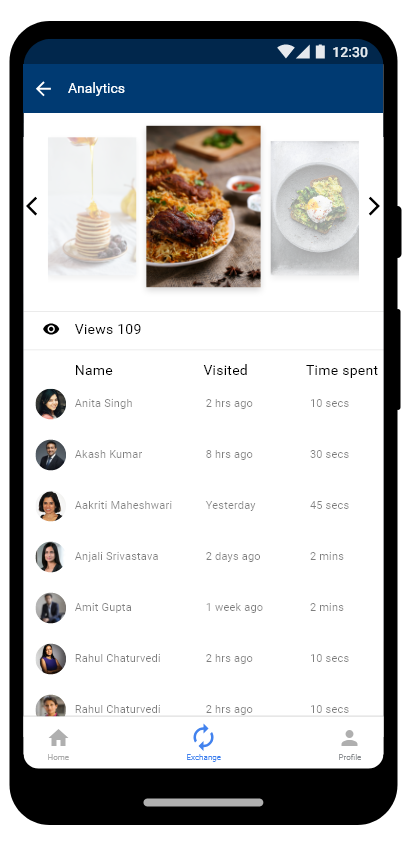 12:30
Analytics
Views 109
Name Visited Time spent
Anita Singh 2 hrs ago 10 secs
Akash Kumar 8 hrs ago 30 secs
Aakriti Maheshwari Yesterday 45 secs
Anjali Srivastava 2 days ago 2 mins
Amit Gupta 1 week ago 2 mins
Rahul Chaturvedi 2 hrs ago 10 secs
Rahul Chaturvedi 2 hrs ago 10 secs
Home Exchange Profile